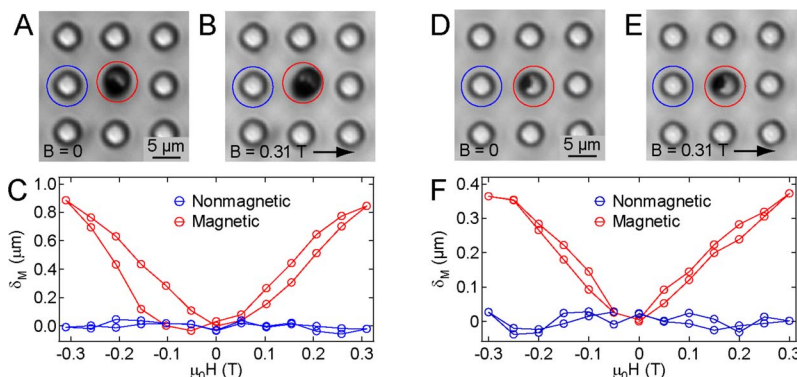 A
B
D
E
B = 0
5 µm
B = 0.31 T
B = 0
5 µm
B = 0.31 T
C
1.0
0.8
0.6
0.4
0.2
0.0
δM (µm)
Nonmagnetic
Magnetic
-0.3
-0.2
-0.1
0
0.1
0.2
0.3
µ0H (T)
F
0.4
0.3
0.2
0.1
0
δM (µm)
Nonmagnetic
Magnetic
-0.3
-0.2
-0.1
0.0
0.1
0.2
0.3
µ0H (T)